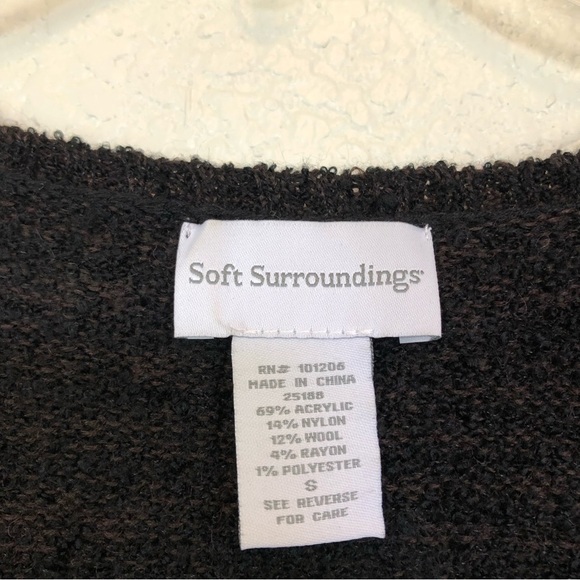 Soft Surroundings
RN# 101206
MADE IN CHINA
25188
69% ACRYLIC
14% NYLON
12% WOOL
4% RAYON
1% POLYESTER
S
SEE REVERSE
FOR CARE